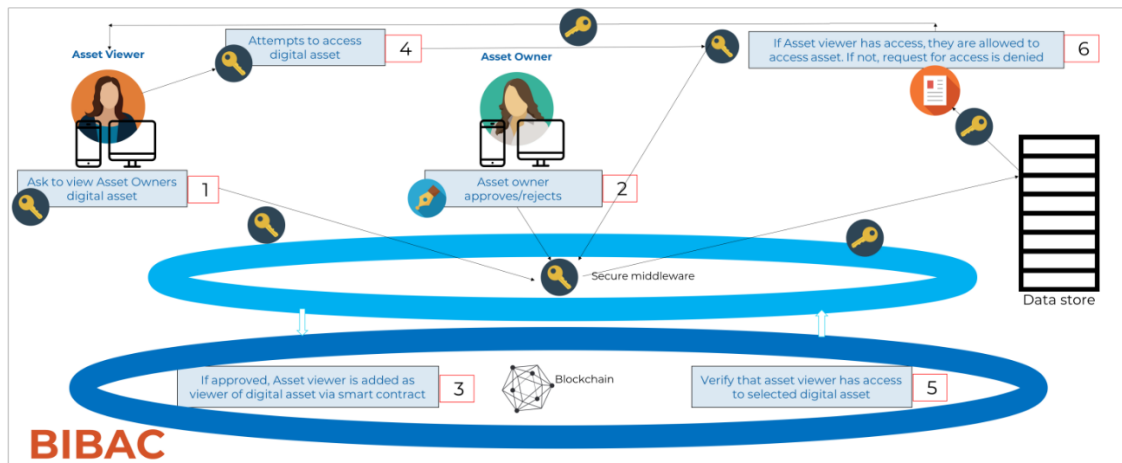 Asset Viewer
Attempts to access
digital asset
4
Asset Owner
If Asset viewer has access, they are allowed to
access asset. If not, request for access is denied
6
Ask to view Asset Owners
digital asset
1
Asset owner
approves/rejects
2
Secure middleware
Data store
If approved, Asset viewer is added as
viewer of digital asset via smart contract
3
Blockchain
Verify that asset viewer has access
to selected digital asset
5
BIBAC